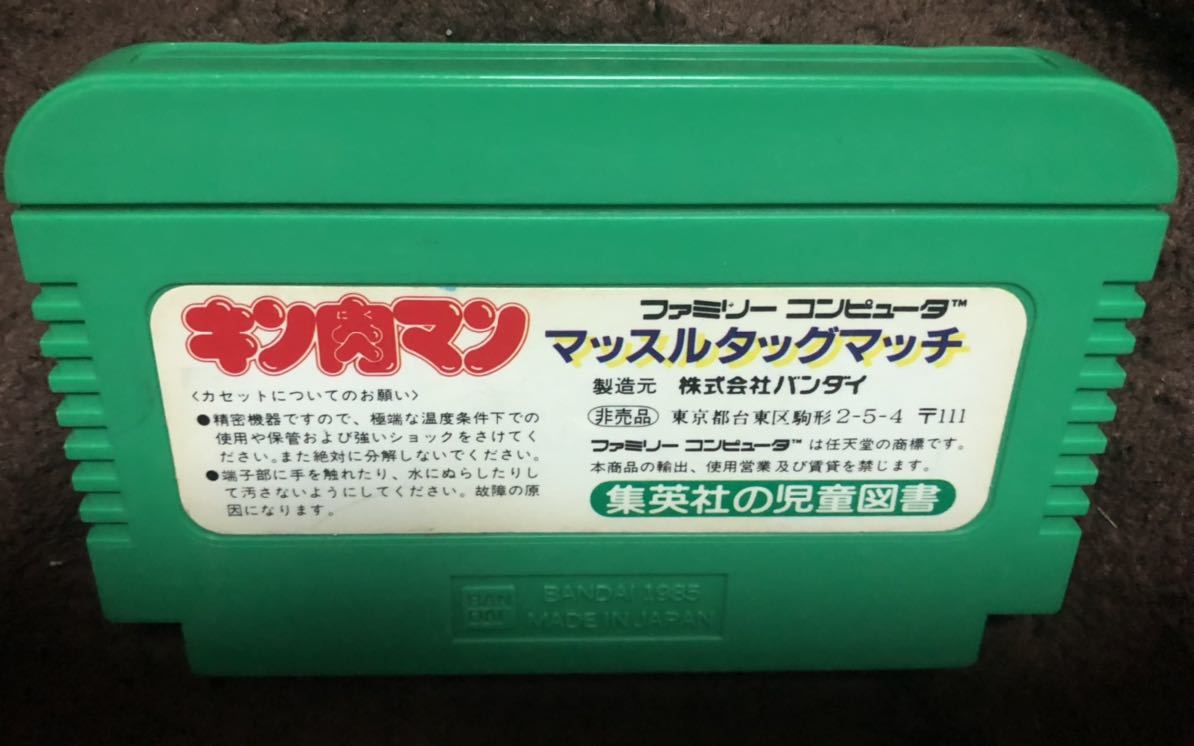 キン肉マン
ファミリー コンピュータ™
マッスルタッグマッチ
製造元 株式会社バンダイ
非売品 東京都台東区駒形2-5-4 〒111
ファミリー コンピュータ™ は任天堂の商標です。
本商品の輸出、使用営業及び賃貸を禁じます。
集英社の児童図書
〈カセットについてのお願い〉
●精密機器ですので、極端な温度条件下での
使用や保管および強いショックをさけてく
ださい。また絶対に分解しないでください。
●端子部に手を触れたり、水にぬらしたりし
て汚さないようにしてください。故障の原
因になります。
BAN
DAI
BANDAI 1985
MADE IN JAPAN